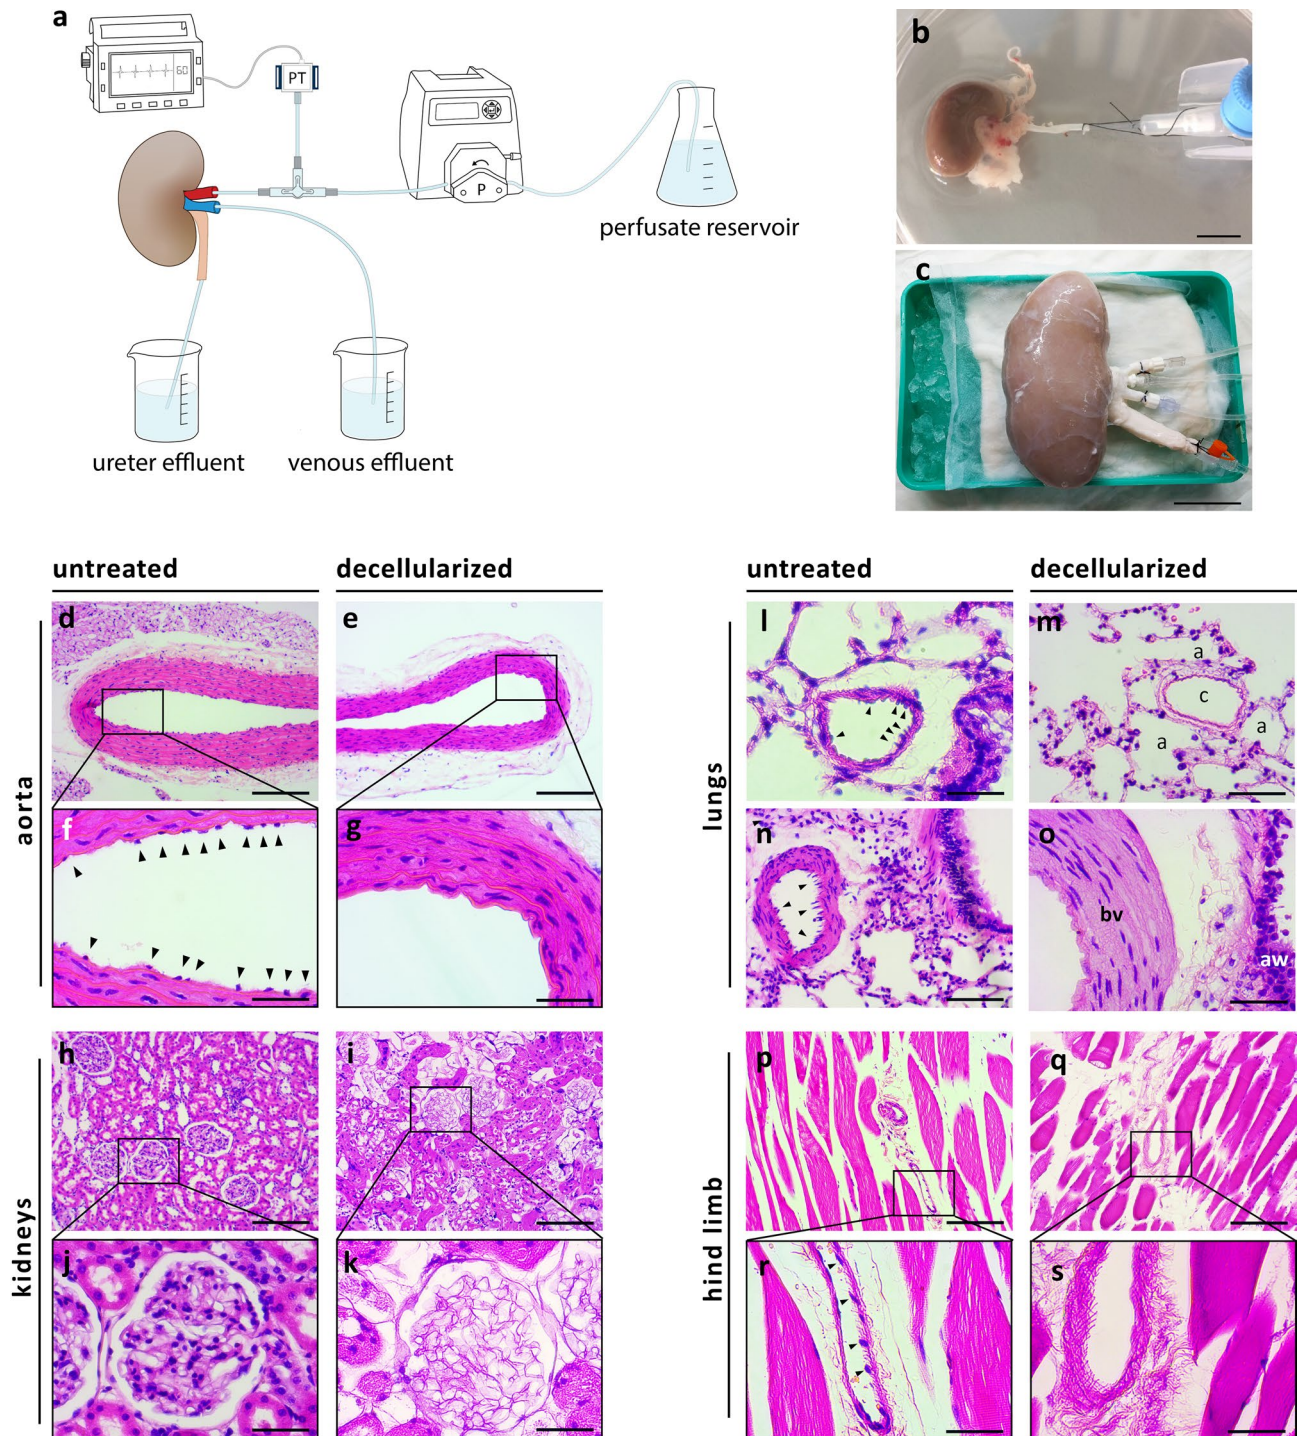 a
60
PT
P
perfusate reservoir
ureter effluent
venous effluent
b
c
untreated
decellularized
untreated
decellularized
aorta
d
e
f
g
kidneys
h
i
j
k
lungs
l
m
a
c
a
a
n
o
bv
aw
hind limb
p
q
r
s